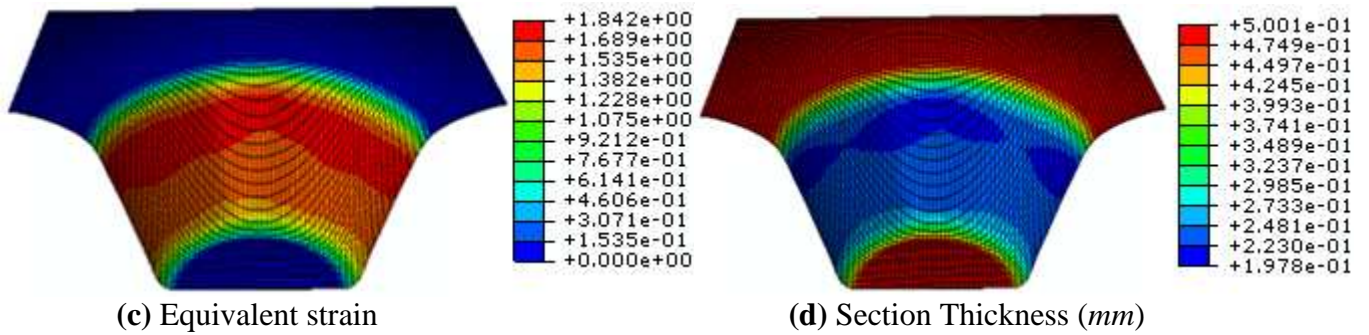 +1.842e+00
+1.689e+00
+1.535e+00
+1.382e+00
+1.228e+00
+1.075e+00
+9.212e-01
+7.677e-01
+6.141e-01
+4.606e-01
+3.071e-01
+1.535e-01
+0.000e+00
+5.001e-01
+4.749e-01
+4.497e-01
+4.245e-01
+3.993e-01
+3.741e-01
+3.489e-01
+3.237e-01
+2.985e-01
+2.733e-01
+2.481e-01
+2.230e-01
+1.978e-01
(c) Equivalent strain
(d) Section Thickness (mm)